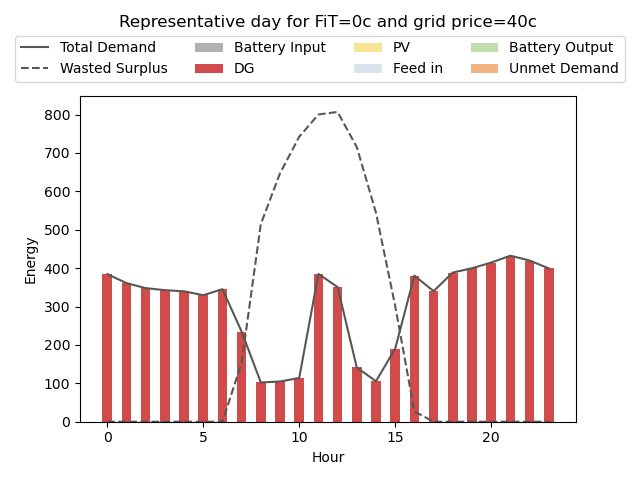 Representative day for FiT=0c and grid price=40c
Total Demand Battery Input PV Battery Output
Wasted Surplus DG Feed in Unmet Demand
800
700
600
500
400
300
200
100
0
Energy
0 5 10 15 20
Hour